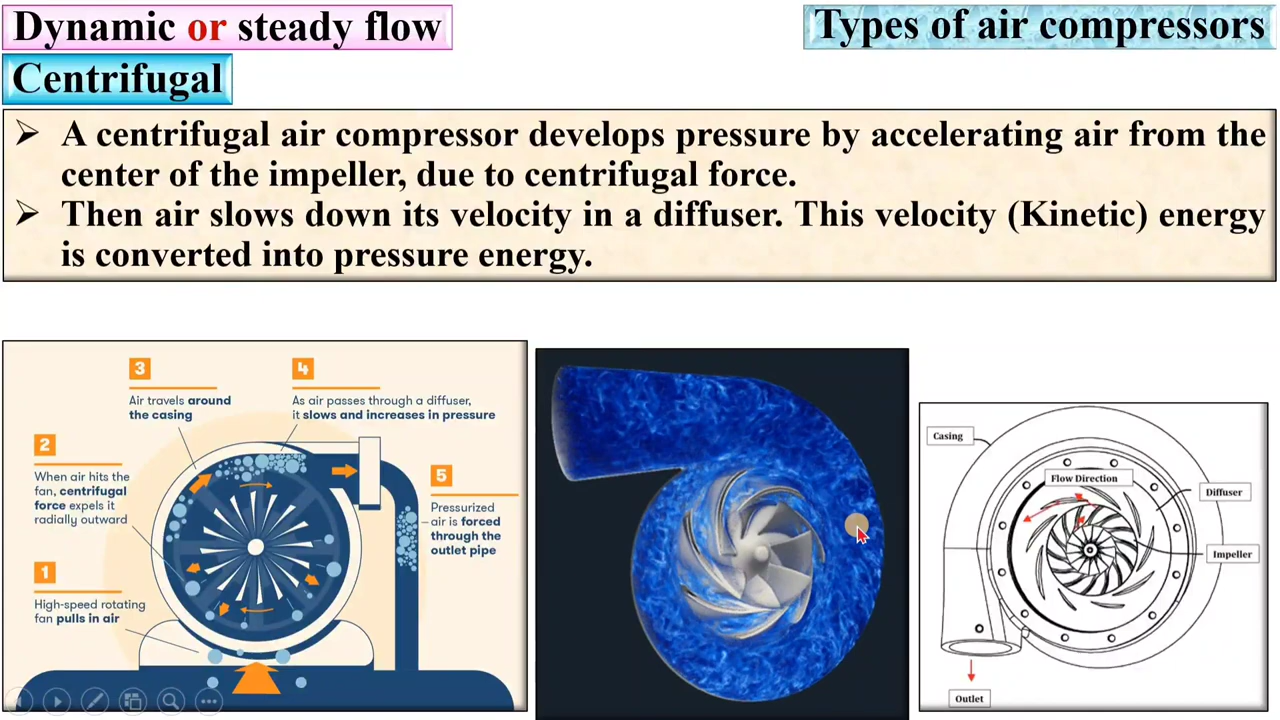 Dynamic or steady flow
Types of air compressors
Centrifugal
➢ A centrifugal air compressor develops pressure by accelerating air from the
center of the impeller, due to centrifugal force.
➢ Then air slows down its velocity in a diffuser. This velocity (Kinetic) energy
is converted into pressure energy.
3
Air travels around
the casing
4
As air passes through a diffuser,
it slows and increases in pressure
2
When air hits the
fan, centrifugal
force expels it
radially outward
5
Pressurized
air is forced
through the
outlet pipe
1
High-speed rotating
fan pulls in air
Casing
Flow Direction
Diffuser
Impeller
Outlet